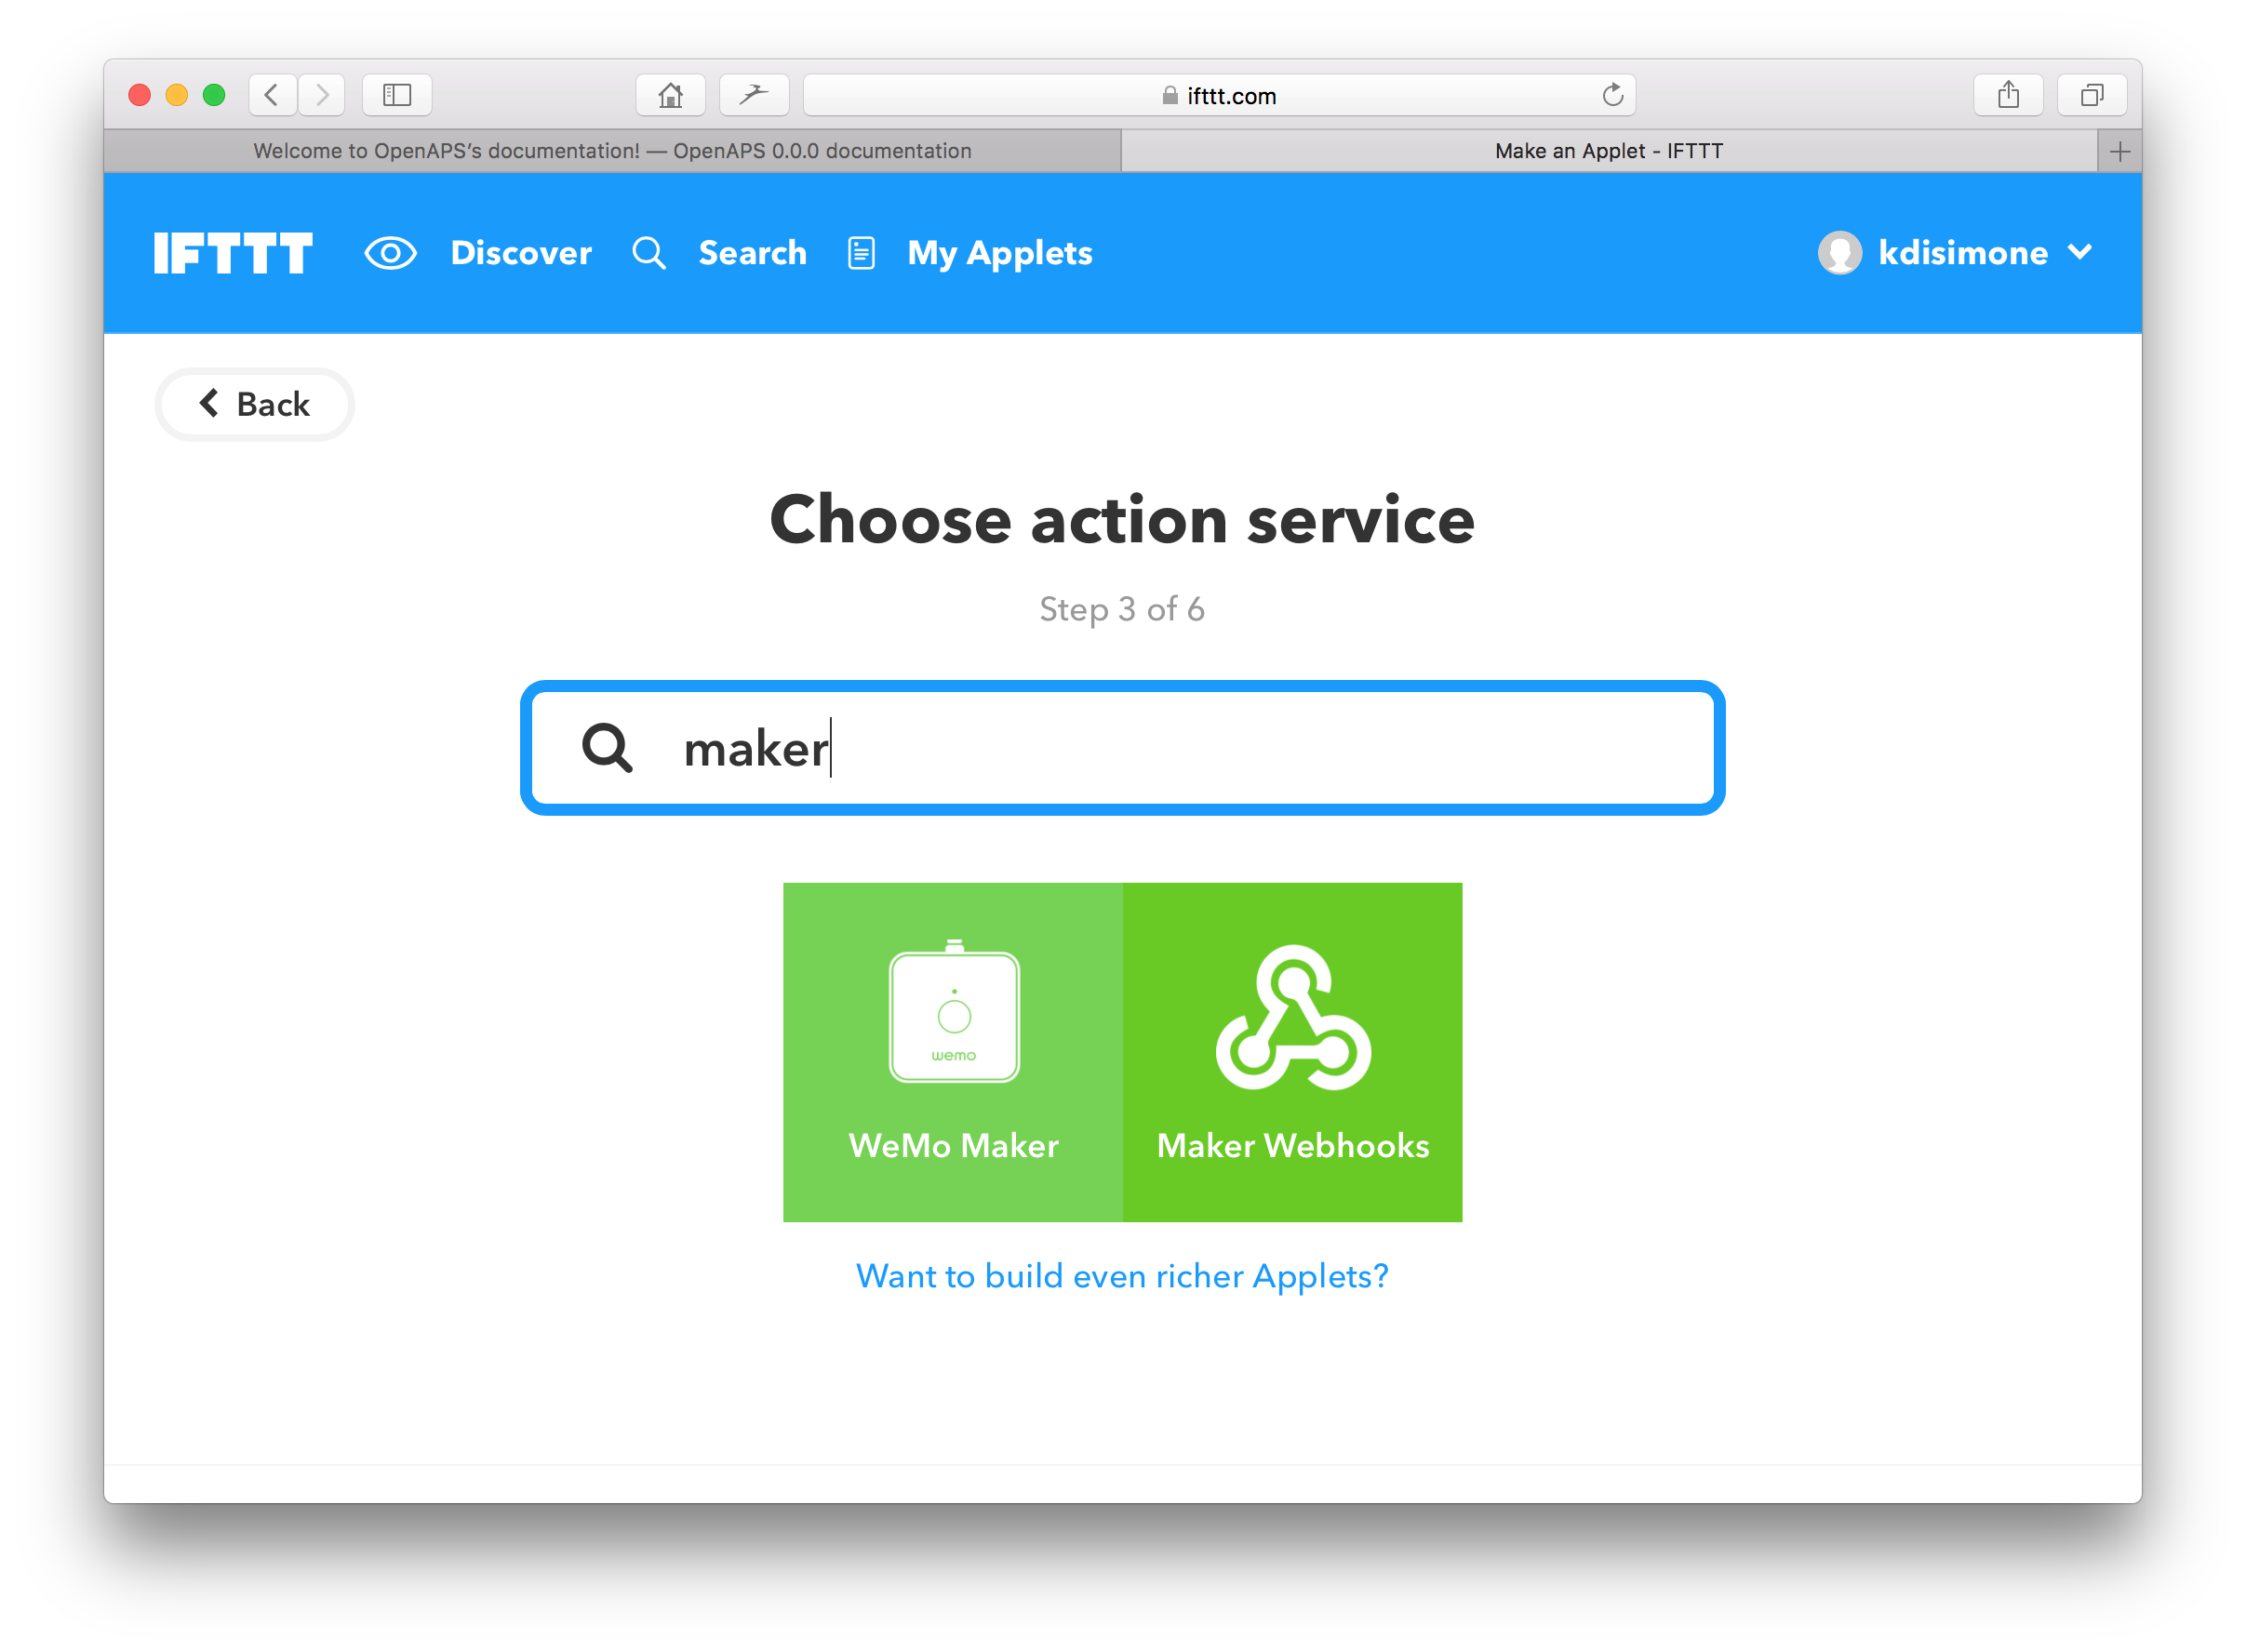 ifttt.com
Welcome to OpenAPS's documentation! — OpenAPS 0.0.0 documentation
Make an Applet - IFTTT
IFTTT Discover Search My Applets kdisimone
Back
Choose action service
Step 3 of 6
maker
wemo
WeMo Maker
Maker Webhooks
Want to build even richer Applets?